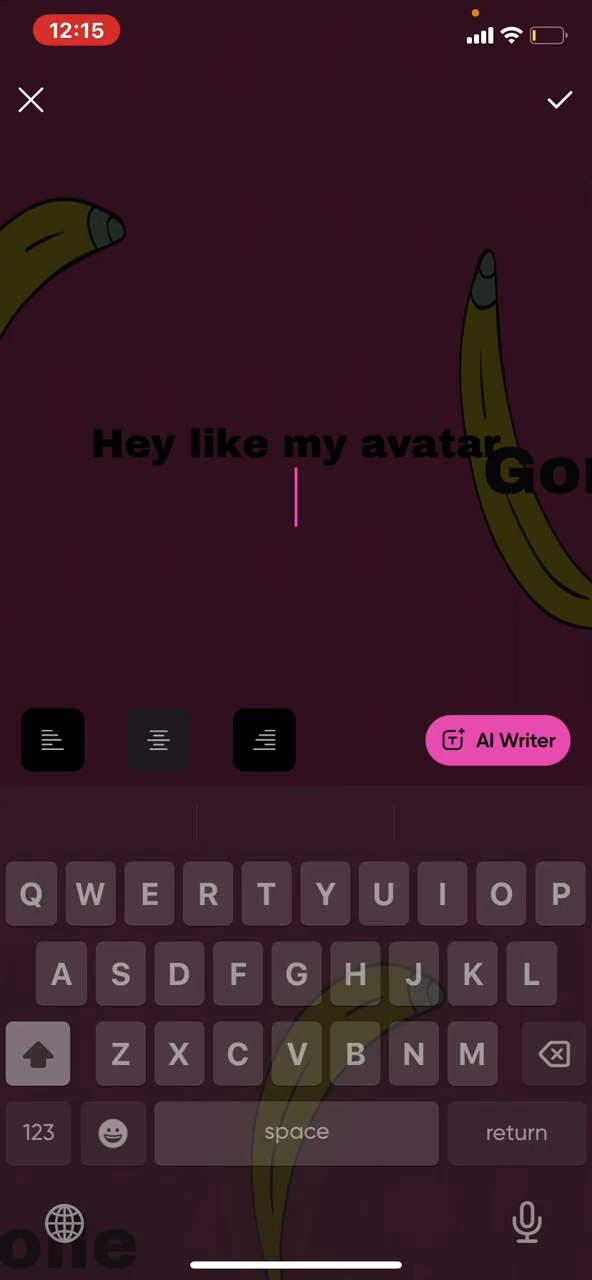 12:15
Hey like my avatar
AI Writer
Q W E R T Y U I O P
A S D F G H J K L
Z X C V B N M
123 space return